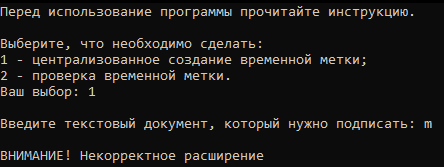 Перед использование программы прочитайте инструкцию.
Выберите, что необходимо сделать:
1 - централизованное создание временной метки;
2 - проверка временной метки.
Ваш выбор: 1
Введите текстовый документ, который нужно подписать: m
ВНИМАНИЕ! Некорректное расширение